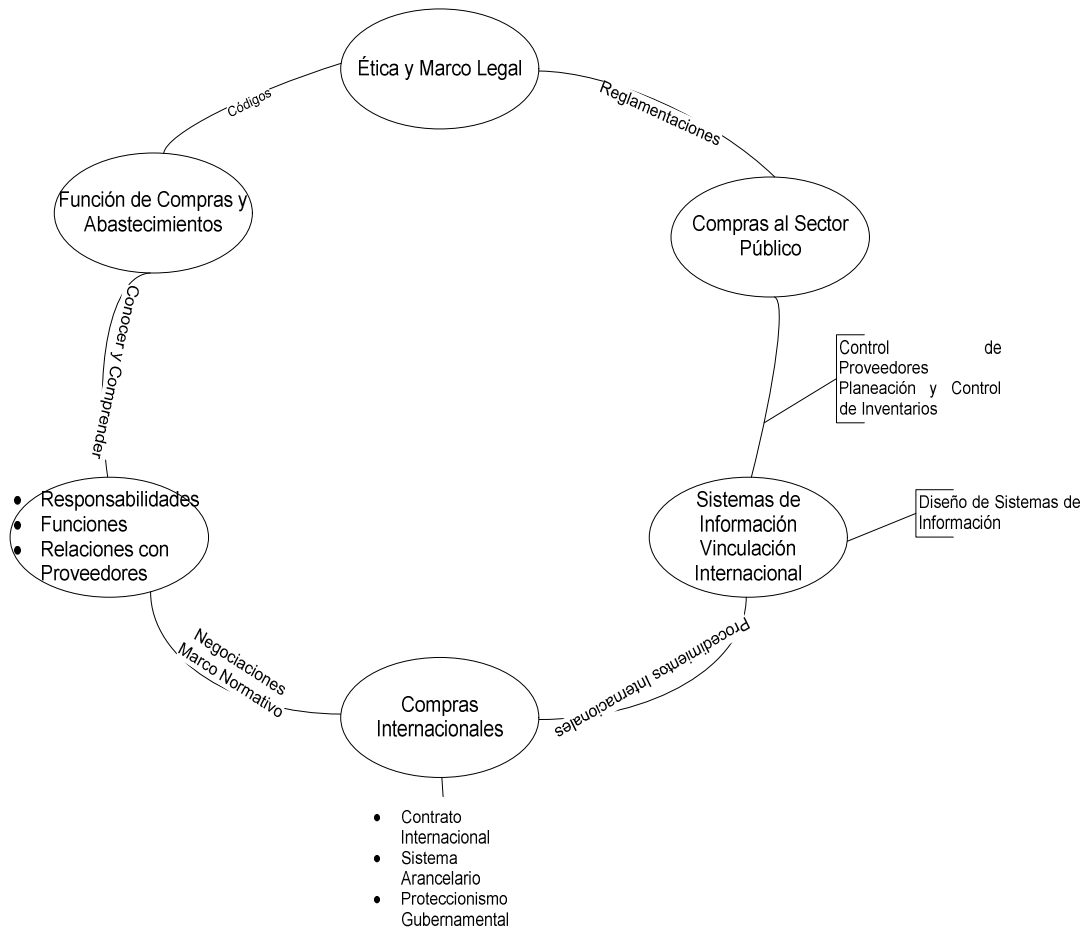 Ética y Marco Legal
Códigos
Reglamentaciones
Función de Compras y
Abastecimientos
Compras al Sector
Público
Conocer y Comprender
Control de
Proveedores
Planeación y Control
de Inventarios
• Responsabilidades
• Funciones
• Relaciones con
Proveedores
Sistemas de
Información
Vinculación
Internacional
Diseño de Sistemas de
Información
Negociaciones
Marco Normativo
Procedimientos Internacionales
Compras
Internacionales
• Contrato
Internacional
• Sistema
Arancelario
• Proteccionismo
Gubernamental